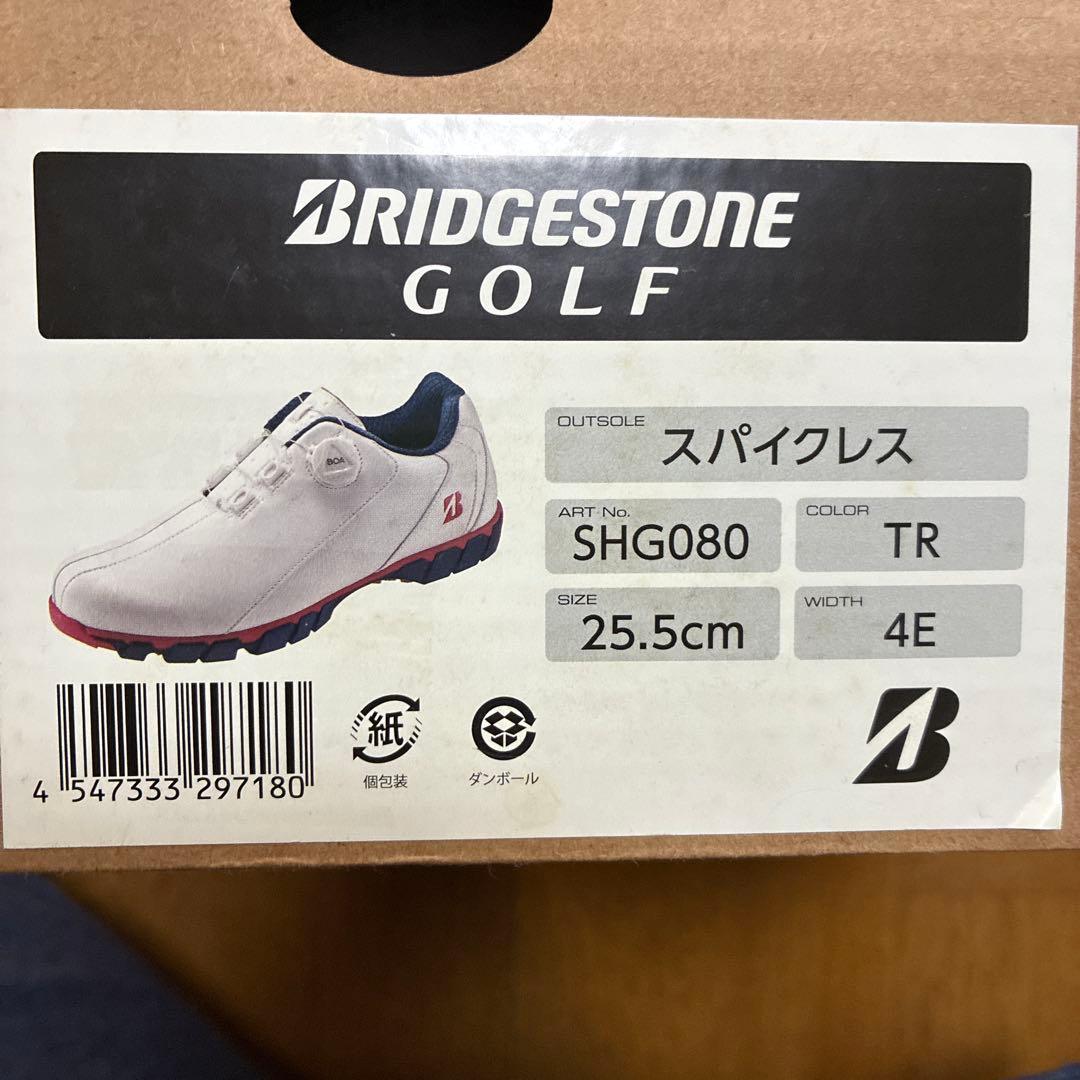 BRIDGESTONE
GOLF
BOA
OUTSOLE
スパイクレス
ART No.
SHG080
COLOR
TR
SIZE
25.5cm
WIDTH
4E
4 547333 297180
紙
個包装
ダンボール
B